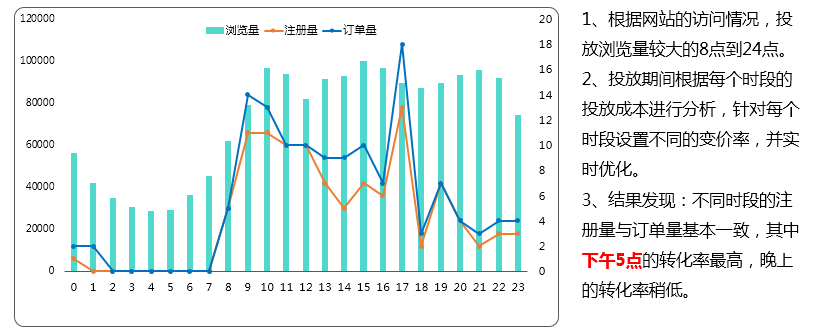 120000
100000
80000
60000
40000
20000
0
浏览量 注册量 订单量
20
18
16
14
12
10
8
6
4
2
0
0 1 2 3 4 5 6 7 8 9 10 11 12 13 14 15 16 17 18 19 20 21 22 23
1、根据网站的访问情况，投
放浏览量较大的8点到24点。
2、投放期间根据每个时段的
投放成本进行分析，针对每个
时段设置不同的变价率，并实
时优化。
3、结果发现：不同时段的注
册量与订单量基本一致，其中
下午5点的转化率最高，晚上
的转化率稍低。